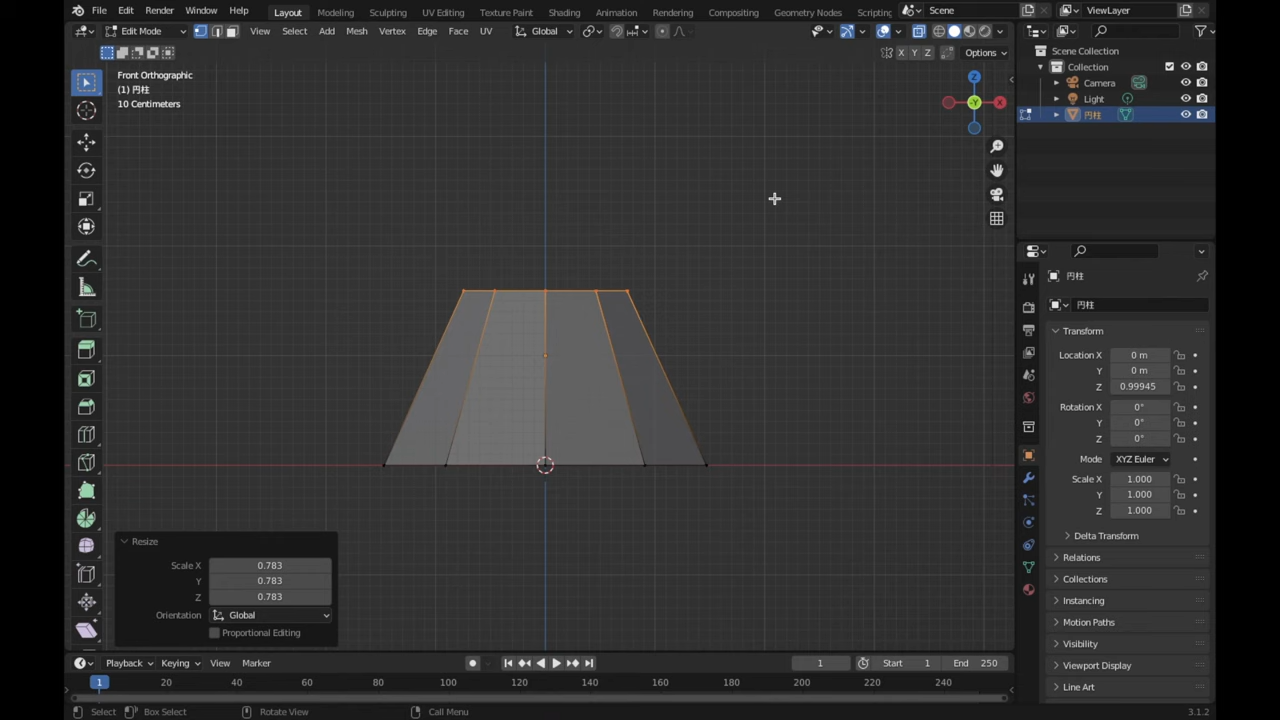 File Edit Render Window Help Layout Modeling Sculpting UV Editing Texture Paint Shading Animation Rendering Compositing Geometry Nodes Scripting Scene ViewLayer
Edit Mode View Select Add Mesh Vertex Edge Face UV Global
X Y Z Options
Front Orthographic
(1) 円柱
10 Centimeters
Z
-Y
X
Scene Collection
Collection
Camera
Light
円柱
円柱
円柱
Transform
Location X 0 m
Y 0 m
Z 0.99945
Rotation X 0°
Y 0°
Z 0°
Mode XYZ Euler
Scale X 1.000
Y 1.000
Z 1.000
Delta Transform
Relations
Collections
Instancing
Motion Paths
Visibility
Viewport Display
Line Art
Resize
Scale X 0.783
Y 0.783
Z 0.783
Orientation Global
Proportional Editing
Playback Keying View Marker 1 Start 1 End 250
1 20 40 60 80 100 120 140 160 180 200 220 240
Select Box Select Rotate View Call Menu 3.1.2